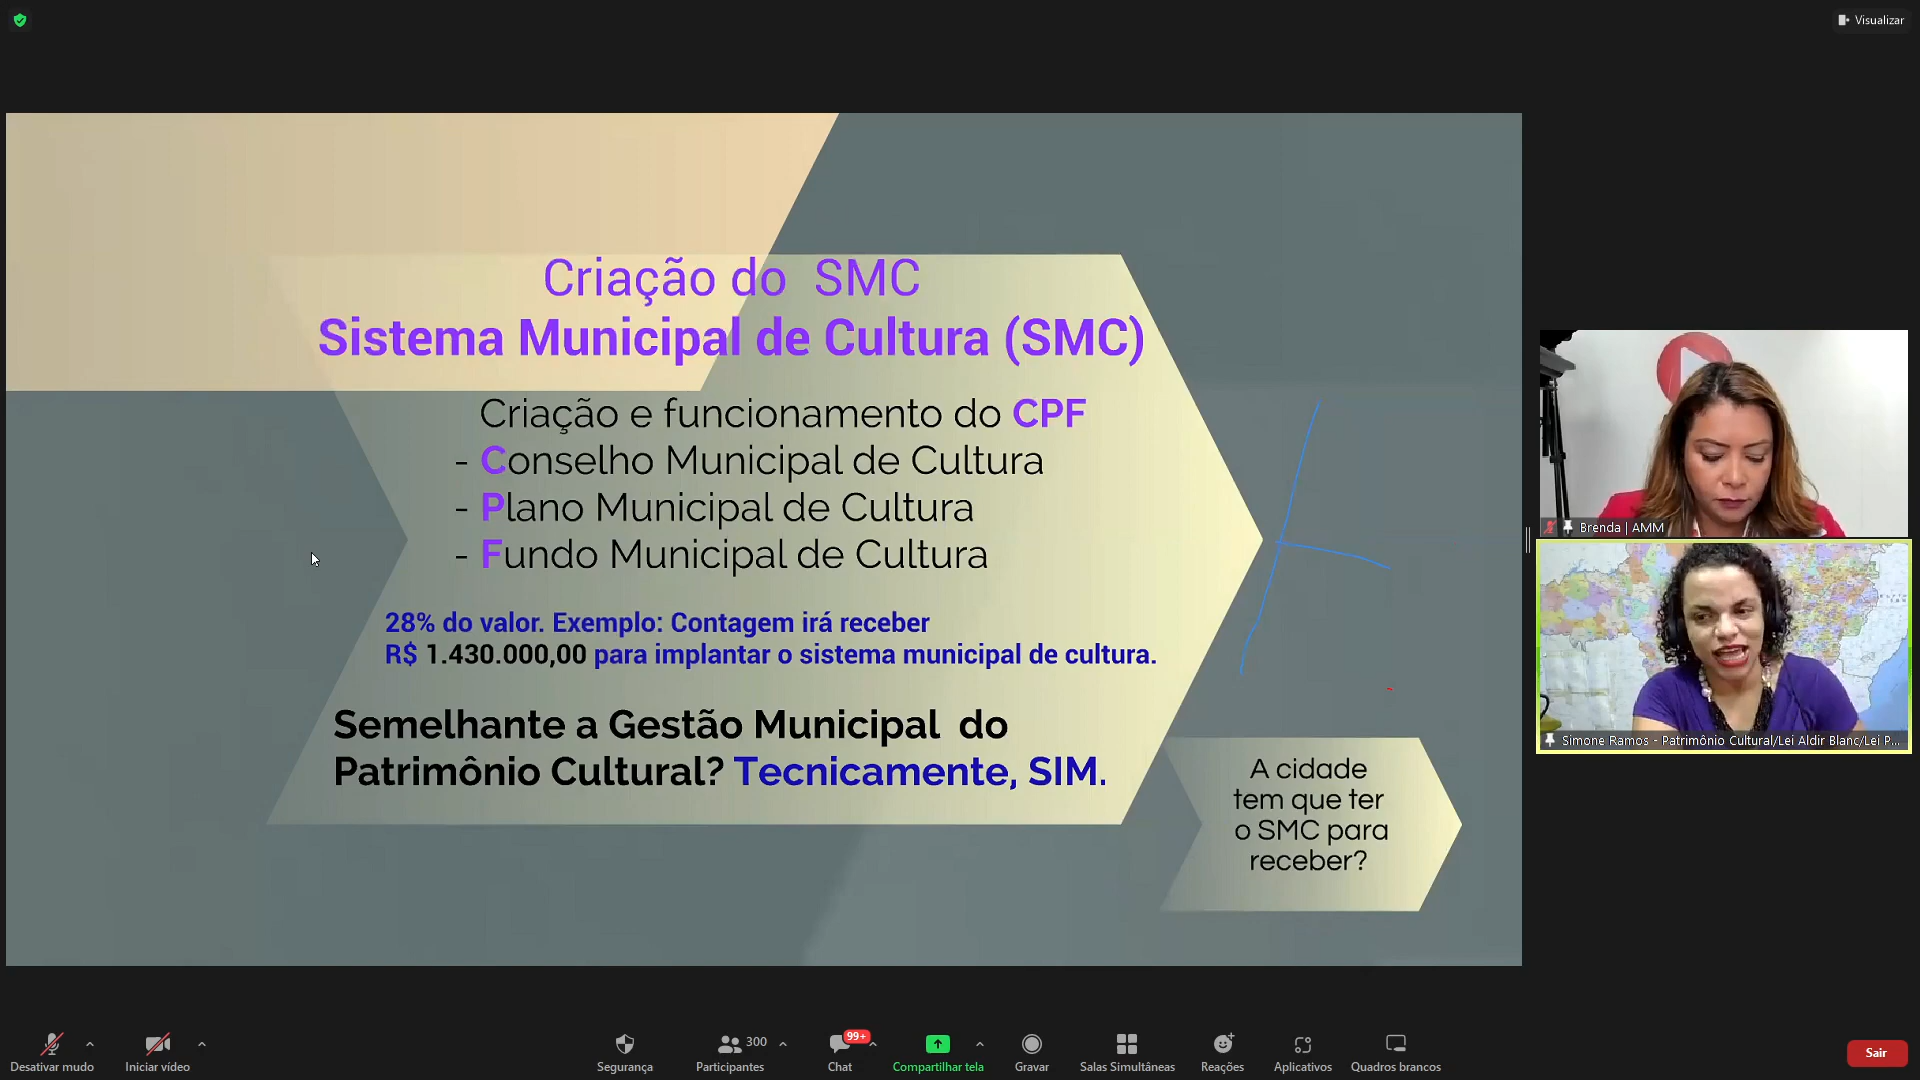 Visualizar
Criação do SMC
Sistema Municipal de Cultura (SMC)
Criação e funcionamento do CPF
- Conselho Municipal de Cultura
- Plano Municipal de Cultura
- Fundo Municipal de Cultura
28% do valor. Exemplo: Contagem irá receber
R$ 1.430.000,00 para implantar o sistema municipal de cultura.
Semelhante a Gestão Municipal do
Patrimônio Cultural? Tecnicamente, SIM.
A cidade
tem que ter
o SMC para
receber?
Brenda | AMM
Simone Ramos - Patrimônio Cultural/Lei Aldir Blanc/Lei P...
Desativar mudo
Iniciar vídeo
Segurança
300
Participantes
99+
Chat
Compartilhar tela
Gravar
Salas Simultâneas
Reações
Aplicativos
Quadros brancos
Sair